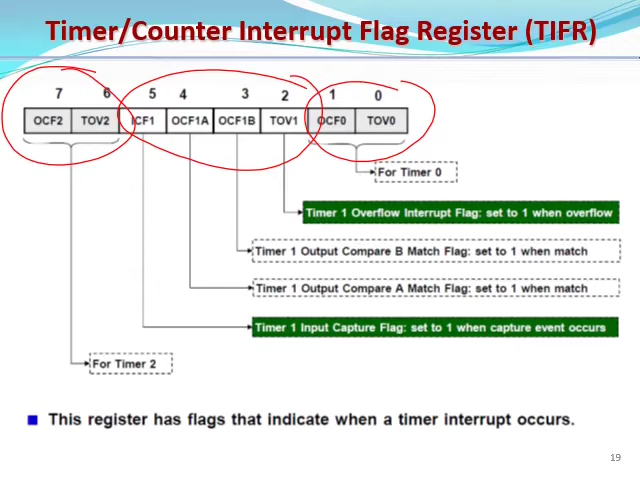 Timer/Counter Interrupt Flag Register (TIFR)
7 6 5 4 3 2 1 0
OCF2 TOV2 ICF1 OCF1A OCF1B TOV1 OCF0 TOV0
For Timer 0
Timer 1 Overflow Interrupt Flag: set to 1 when overflow
Timer 1 Output Compare B Match Flag: set to 1 when match
Timer 1 Output Compare A Match Flag: set to 1 when match
Timer 1 Input Capture Flag: set to 1 when capture event occurs
For Timer 2
This register has flags that indicate when a timer interrupt occurs.
19